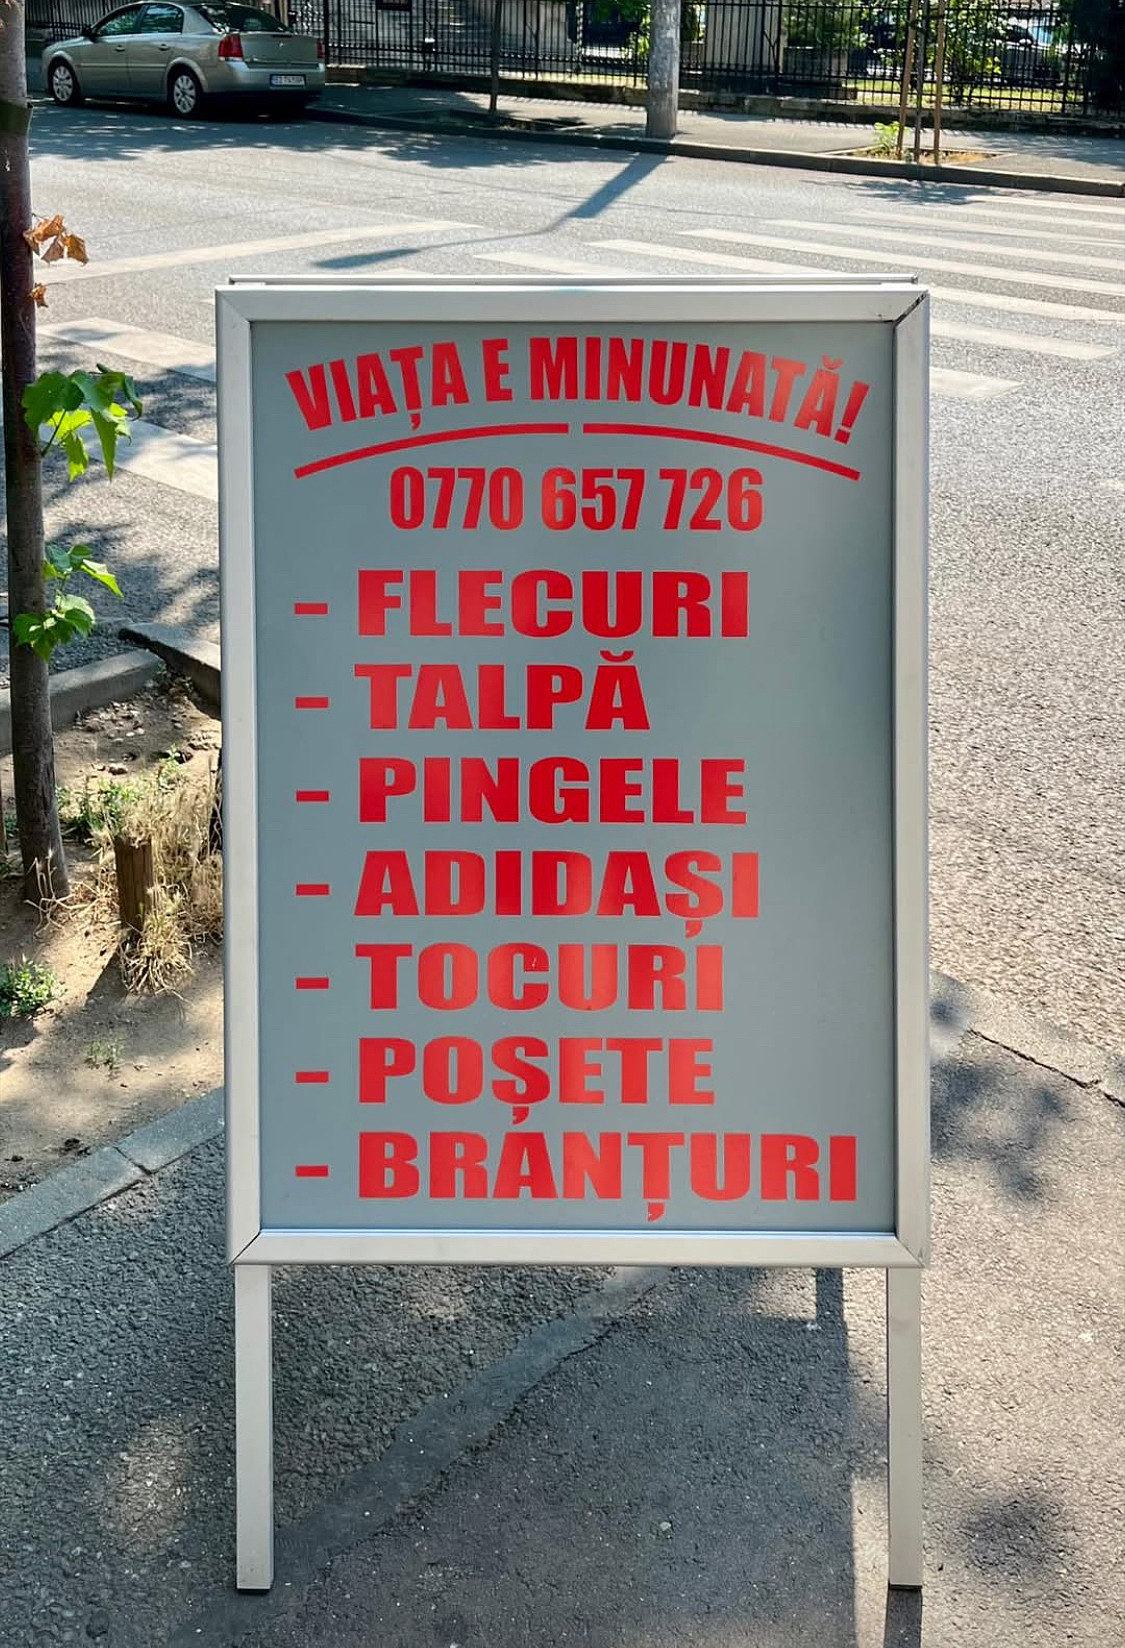 VIAȚA E MINUNATĂ!
0770 657 726
- FLECURI
- TALPĂ
- PINGELE
- ADIDAȘI
- TOCURI
- POȘETE
- BRANȚURI